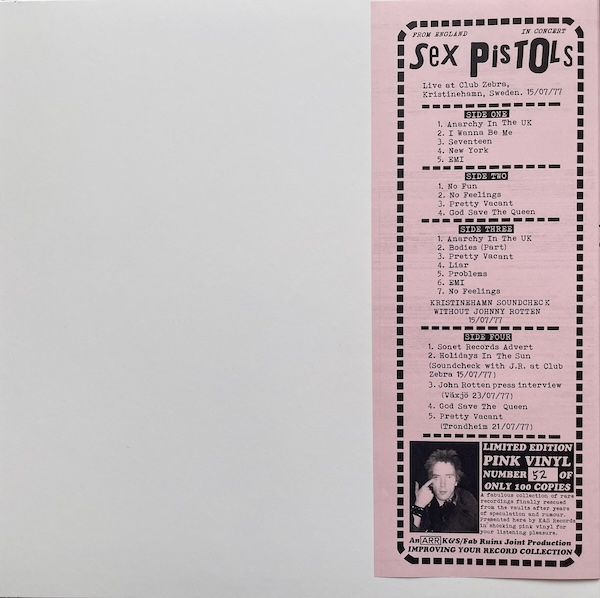 FROM ENGLAND IN CONCERT
SEX PISTOLS
Live at Club Zebra,
Kristinehamn, Sweden. 15/07/77
SIDE ONE
1. Anarchy In The UK
2. I Wanna Be Me
3. Seventeen
4. New York
5. EMI
SIDE TWO
1. No Fun
2. No Feelings
3. Pretty Vacant
4. God Save The Queen
SIDE THREE
1. Anarchy In The UK
2. Bodies (Part)
3. Pretty Vacant
4. Liar
5. Problems
6. EMI
7. No Feelings
KRISTINEHAMN SOUNDCHECK
WITHOUT JOHNNY ROTTEN
15/07/77
SIDE FOUR
1. Sonet Records Advert
2. Holidays In The Sun
(Soundcheck with J.R. at Club
Zebra 15/07/77)
3. John Rotten press interview
(Växjö 23/07/77)
4. God Save The Queen
5. Pretty Vacant
(Trondheim 21/07/77)
LIMITED EDITION
PINK VINYL
NUMBER 52 OF
ONLY 100 COPIES
A fabulous collection of rare
recordings finally rescued
from the vaults after years
of speculation and rumour.
Presented here by K&S Records
in shocking pink vinyl for
your listening pleasure.
An ARR K&S/Fab Ruins Joint Production
IMPROVING YOUR RECORD COLLECTION